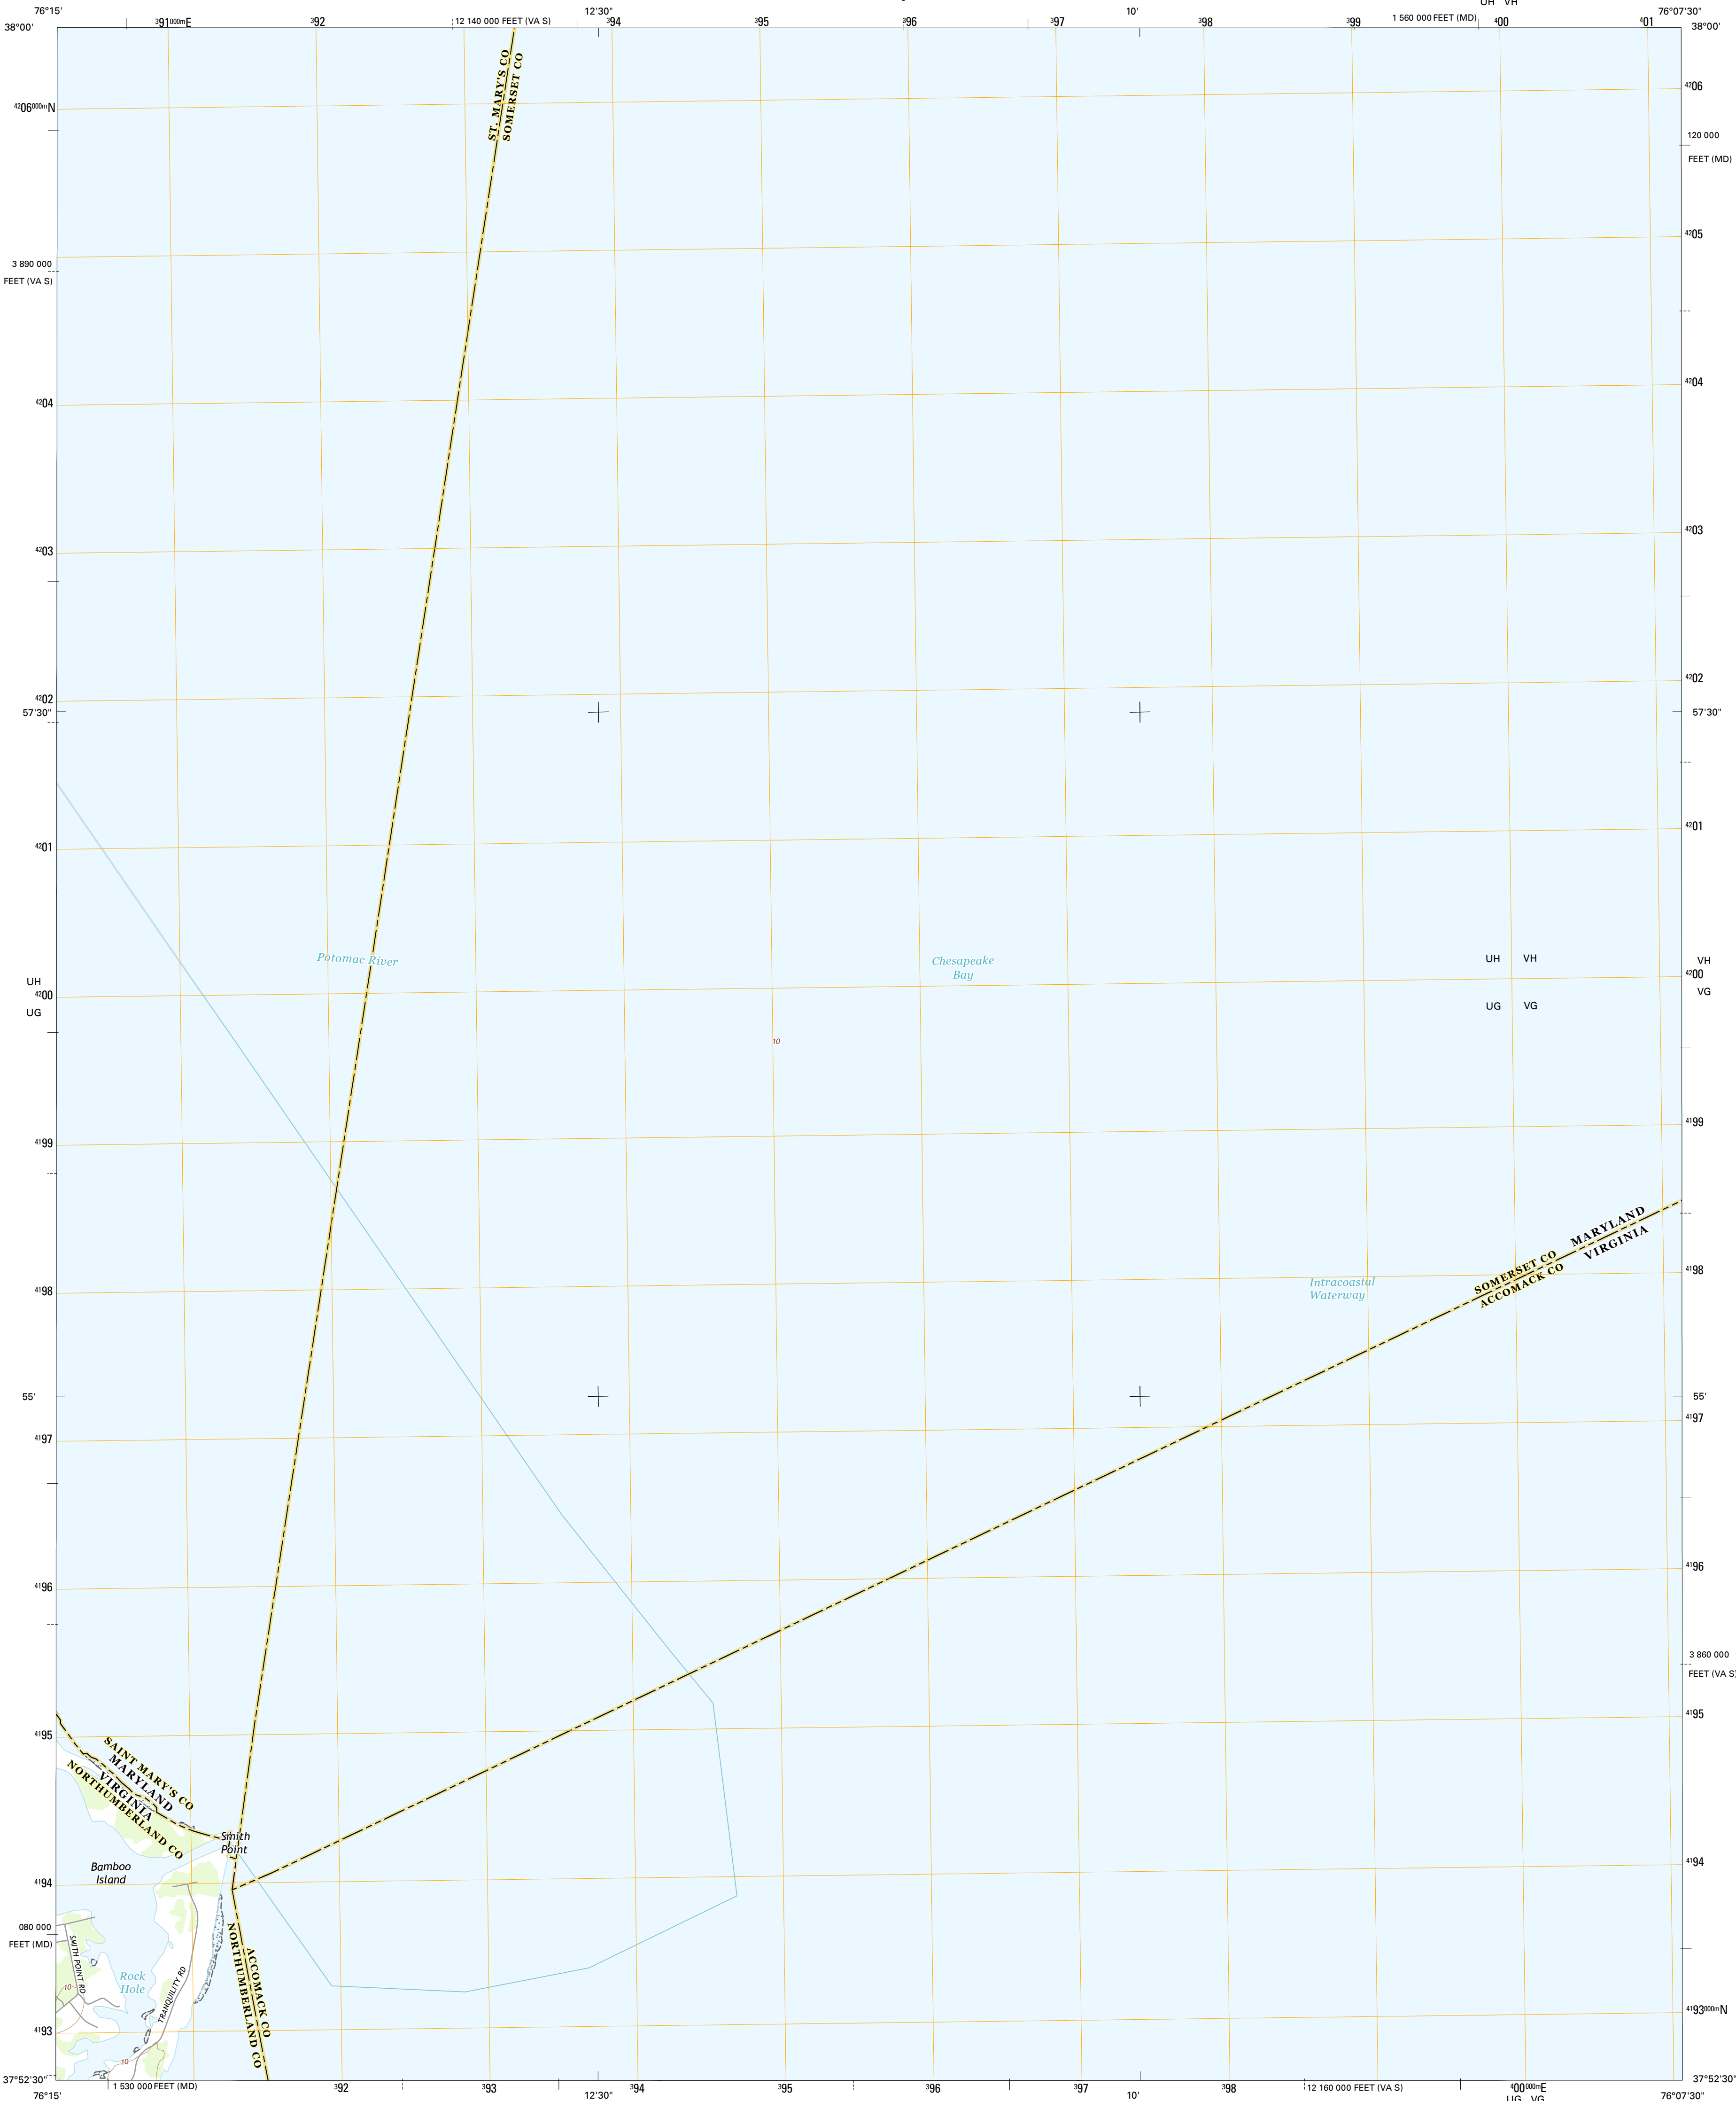 UH VH
76°15'
³91⁰⁰⁰ᵐE
³92
12 140 000 FEET (VA S)
12'30"
³94
³95
³96
³97
10'
³98
³99
1 560 000 FEET (MD)
⁴00
⁴01
76°07'30"
38°00'
38°00'
ST. MARY'S CO
SOMERSET CO
⁴²06⁰⁰⁰ᵐN
⁴²06
120 000
FEET (MD)
⁴²05
3 890 000
FEET (VA S)
⁴²04
⁴²04
⁴²03
⁴²03
⁴²02
⁴²02
57'30"
57'30"
⁴²01
⁴²01
Potomac River
Chesapeake
Bay
UH VH
VH
UH
⁴²00
⁴²00
UG
VG
UG VG
10
⁴¹99
⁴¹99
MARYLAND
VIRGINIA
SOMERSET CO
ACCOMACK CO
⁴¹98
⁴¹98
Intracoastal
Waterway
55'
55'
⁴¹97
⁴¹97
⁴¹96
⁴¹96
3 860 000
FEET (VA S)
⁴¹95
⁴¹95
SAINT MARY'S CO
MARYLAND
VIRGINIA
NORTHUMBERLAND CO
Smith
Point
Bamboo
Island
⁴¹94
⁴¹94
080 000
FEET (MD)
SMITH POINT RD
TRANQUILITY RD
Rock
Hole
10
10
ACCOMACK CO
NORTHUMBERLAND CO
⁴¹93⁰⁰⁰ᵐN
⁴¹93
37°52'30"
37°52'30"
76°15'
1 530 000 FEET (MD)
³92
³93
12'30"
³94
³95
³96
³97
10'
³98
12 160 000 FEET (VA S)
⁴00⁰⁰⁰ᵐE
76°07'30"
UG VG